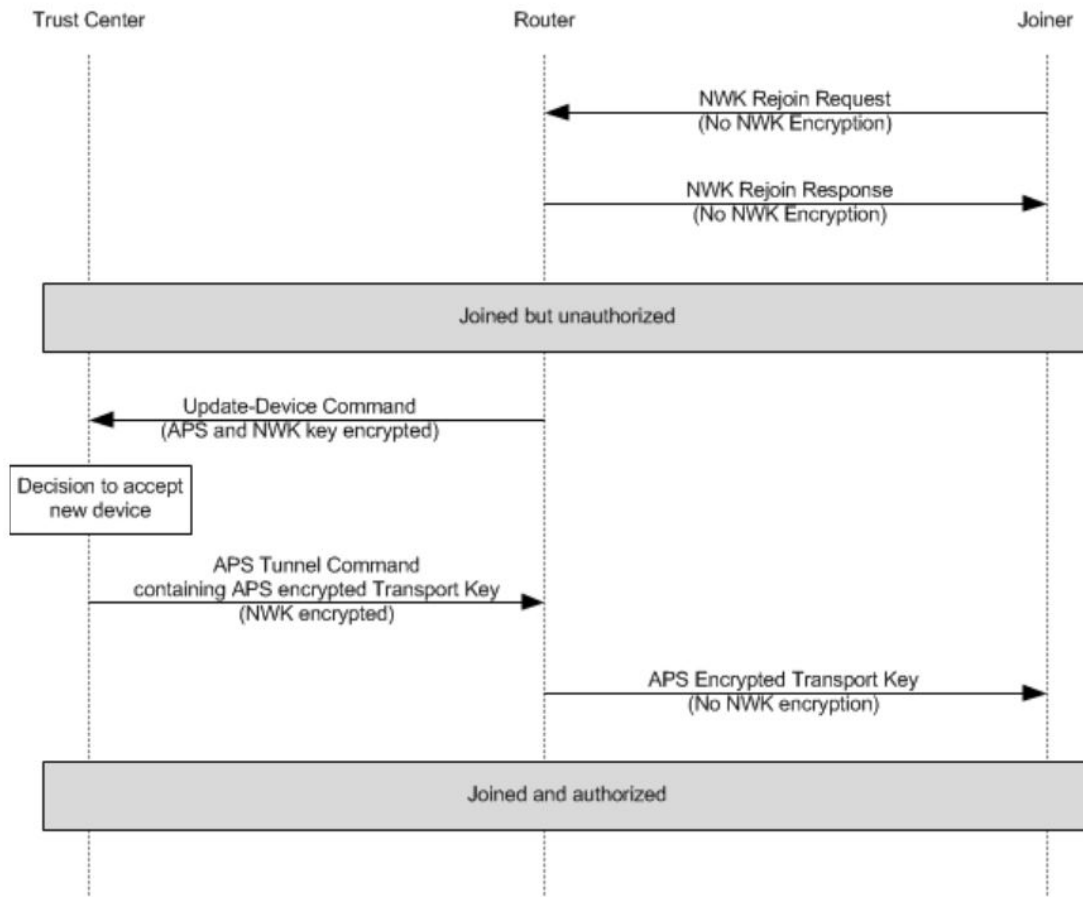 Trust Center
Router
Joiner
NWK Rejoin Request
(No NWK Encryption)
NWK Rejoin Response
(No NWK Encryption)
Joined but unauthorized
Update-Device Command
(APS and NWK key encrypted)
Decision to accept
new device
APS Tunnel Command
containing APS encrypted Transport Key
(NWK encrypted)
APS Encrypted Transport Key
(No NWK encryption)
Joined and authorized